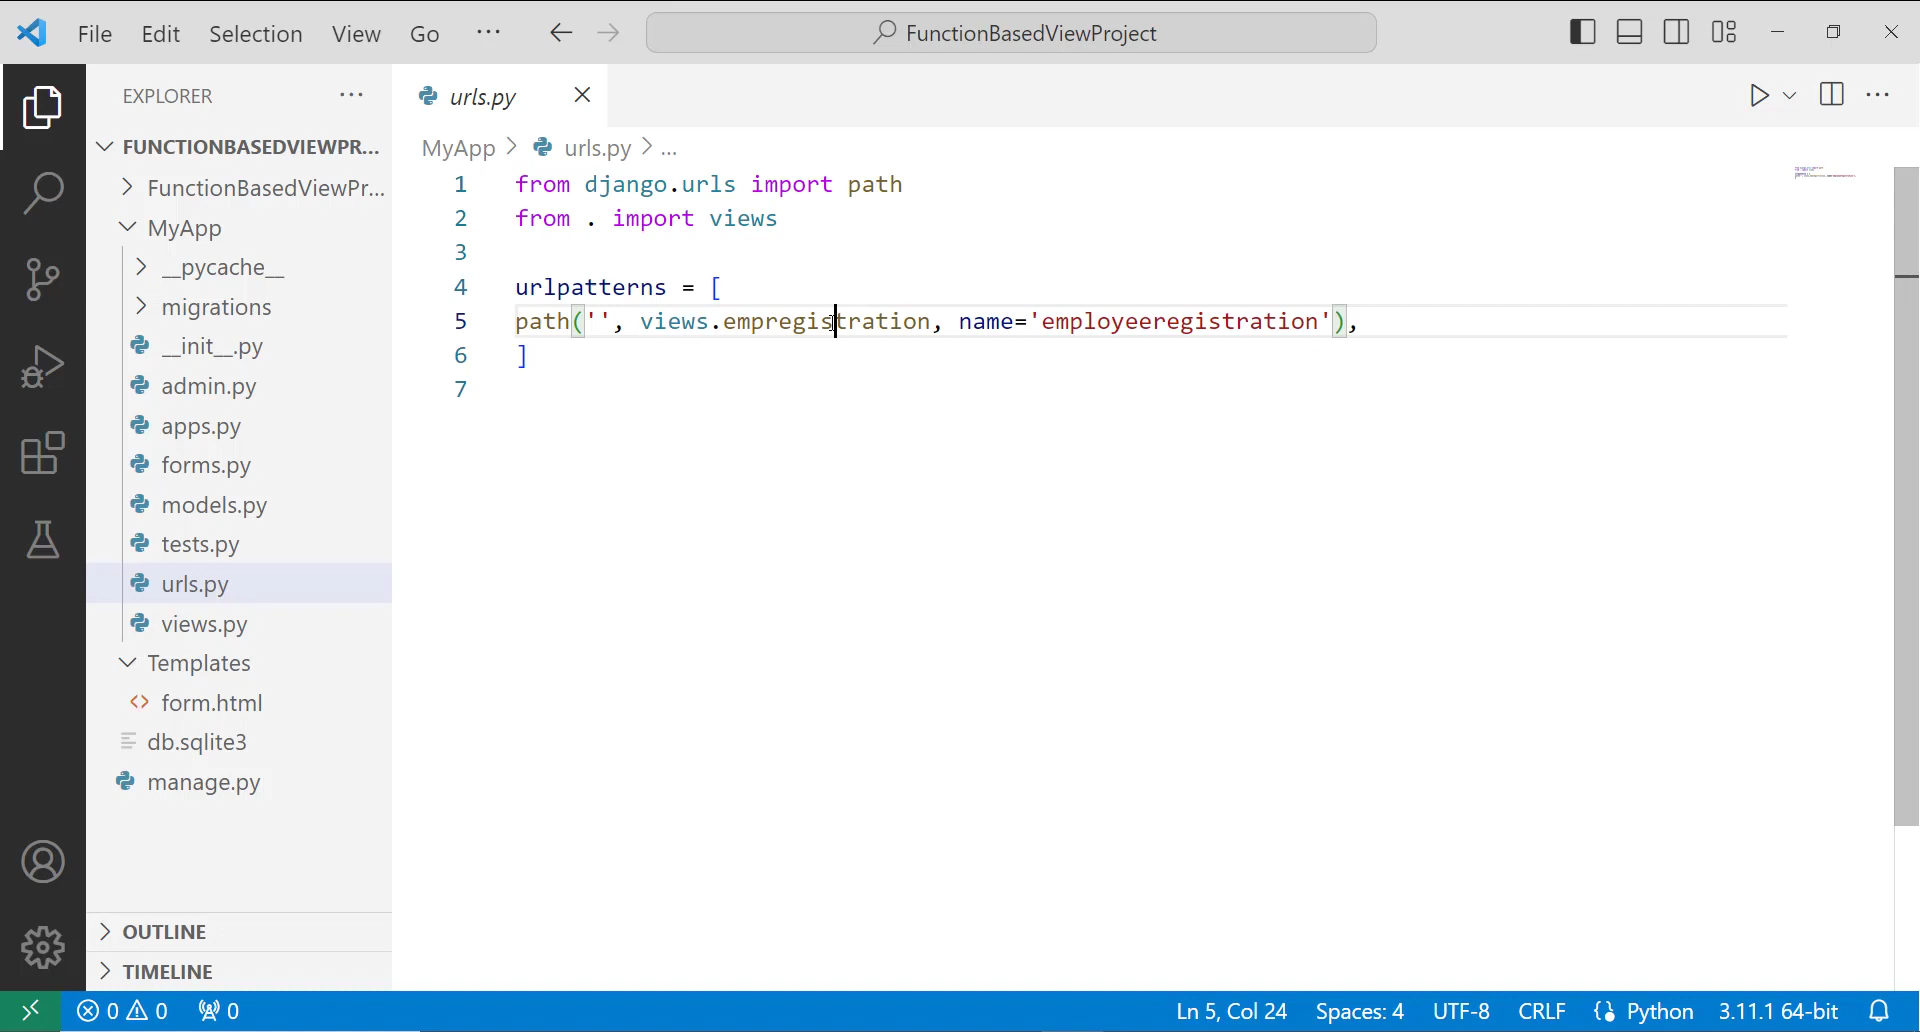 File Edit Selection View Go ··· FunctionBasedViewProject
EXPLORER ···
FUNCTIONBASEDVIEWPR...
FunctionBasedViewPr...
MyApp
__pycache__
migrations
__init__.py
admin.py
apps.py
forms.py
models.py
tests.py
urls.py
views.py
Templates
form.html
db.sqlite3
manage.py
OUTLINE
TIMELINE
urls.py
MyApp > urls.py > ...
1 from django.urls import path
2 from . import views
3
4 urlpatterns = [
5 path('', views.empregistration, name='employeeregistration'),
6 ]
7
0 0 0 Ln 5, Col 24 Spaces: 4 UTF-8 CRLF Python 3.11.1 64-bit